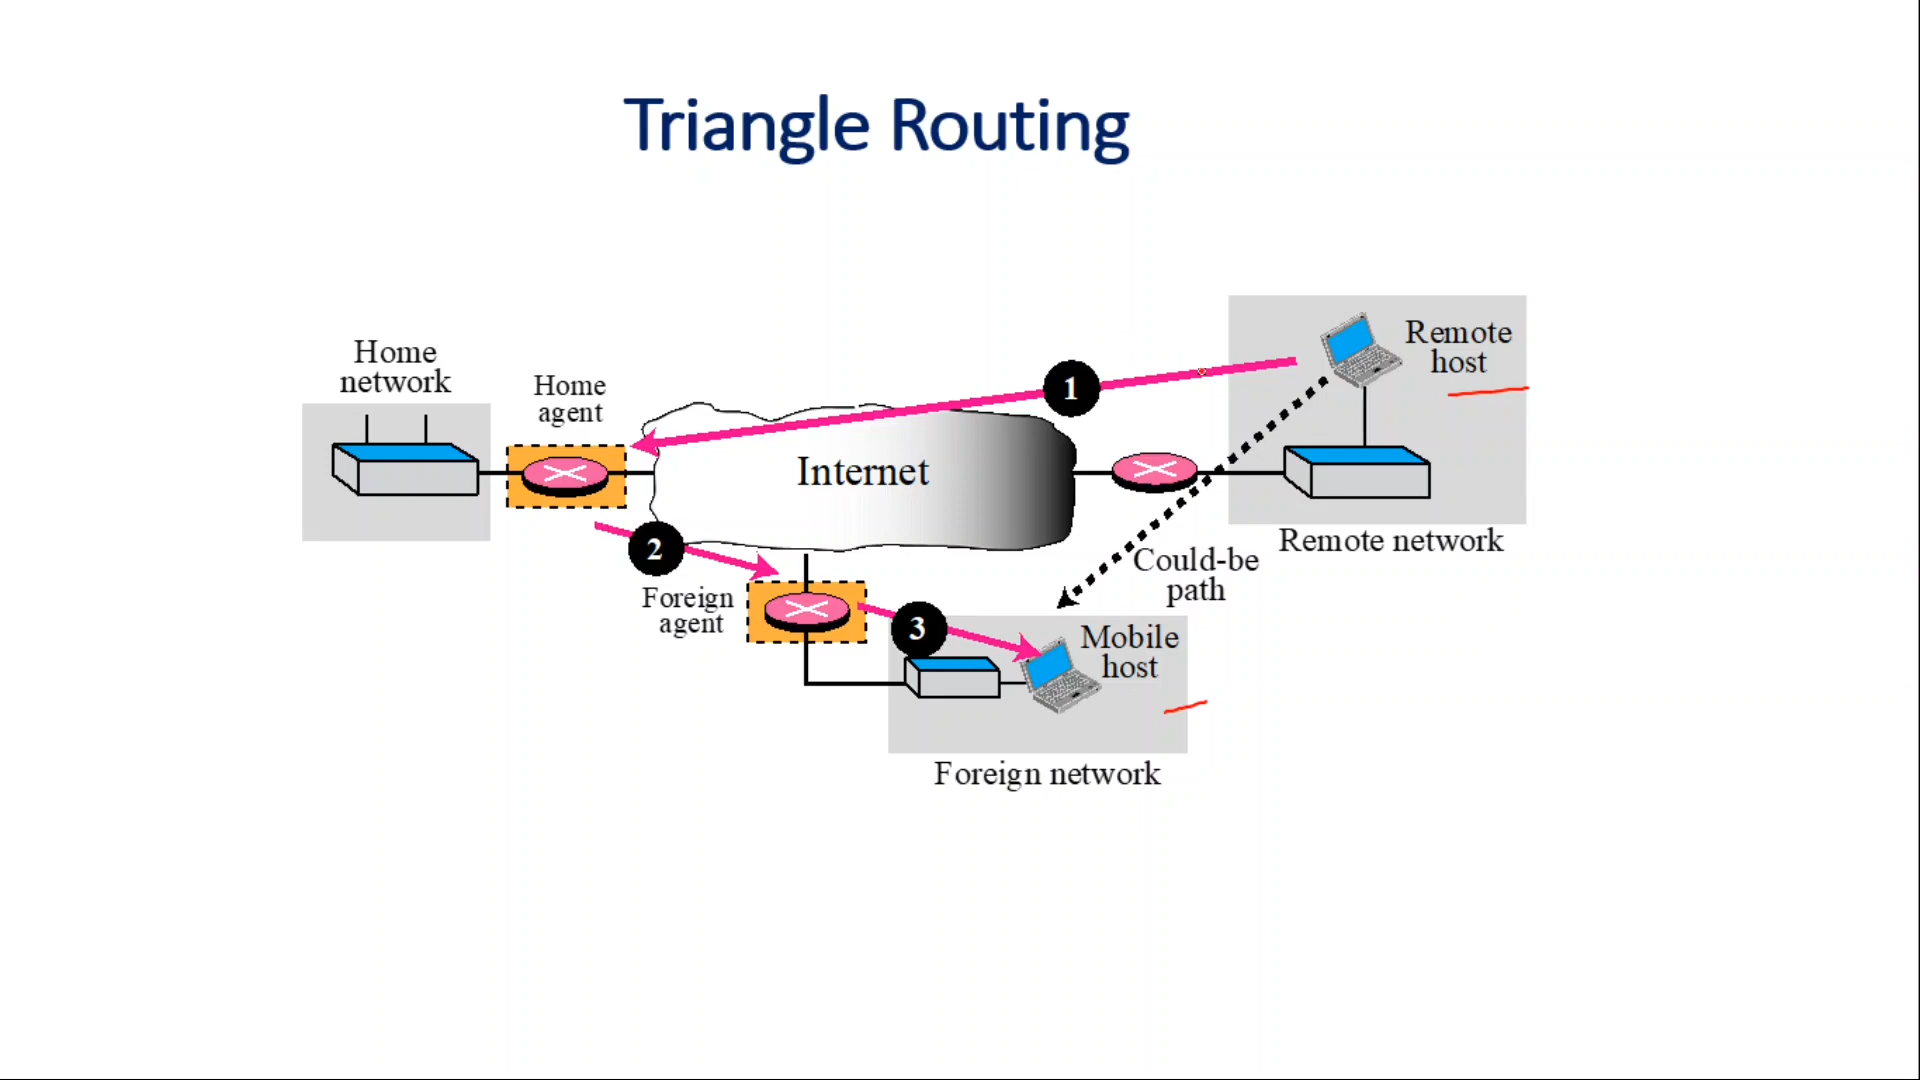 Triangle Routing
Home
network
Home
agent
1
Remote
host
Internet
2
Foreign
agent
Remote network
Could-be
path
3
Mobile
host
Foreign network